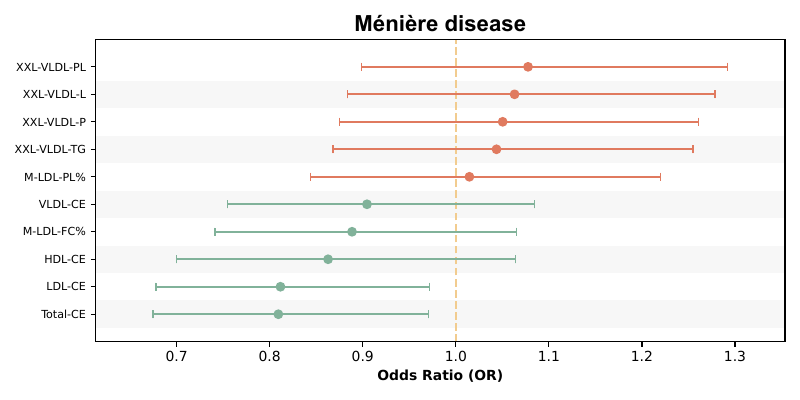 Ménière disease
XXL-VLDL-PL
XXL-VLDL-L
XXL-VLDL-P
XXL-VLDL-TG
M-LDL-PL%
VLDL-CE
M-LDL-FC%
HDL-CE
LDL-CE
Total-CE
0.7 0.8 0.9 1.0 1.1 1.2 1.3
Odds Ratio (OR)